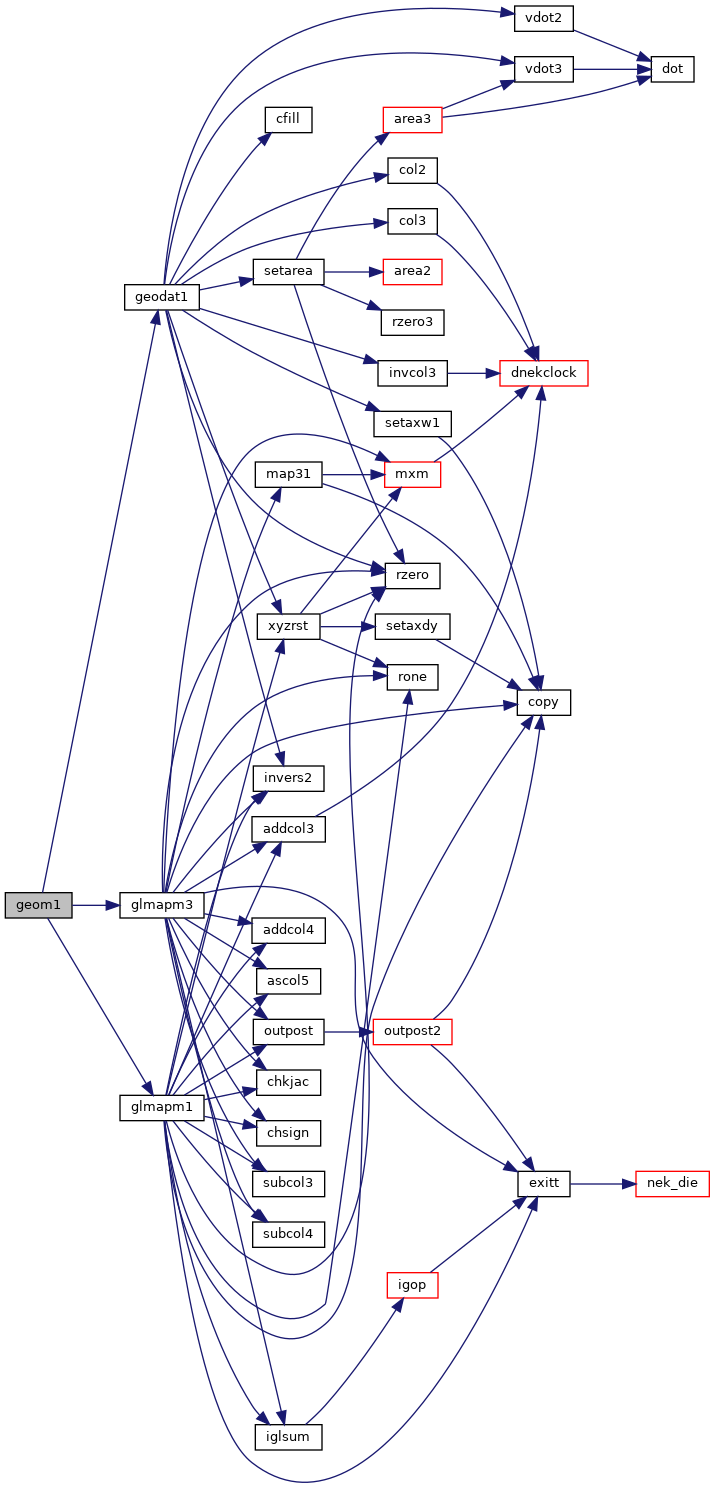 vdot2
vdot3
dot
cfill
area3
col2
col3
setarea
area2
geodat1
rzero3
invcol3
dnekclock
setaxw1
map31
mxm
rzero
xyzrst
setaxdy
rone
copy
invers2
addcol3
geom1
glmapm3
addcol4
ascol5
outpost
outpost2
chkjac
glmapm1
chsign
subcol3
exitt
nek_die
subcol4
igop
iglsum